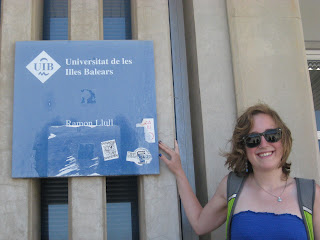 UIB
Universitat de les
Illes Balears
Ramon Llull